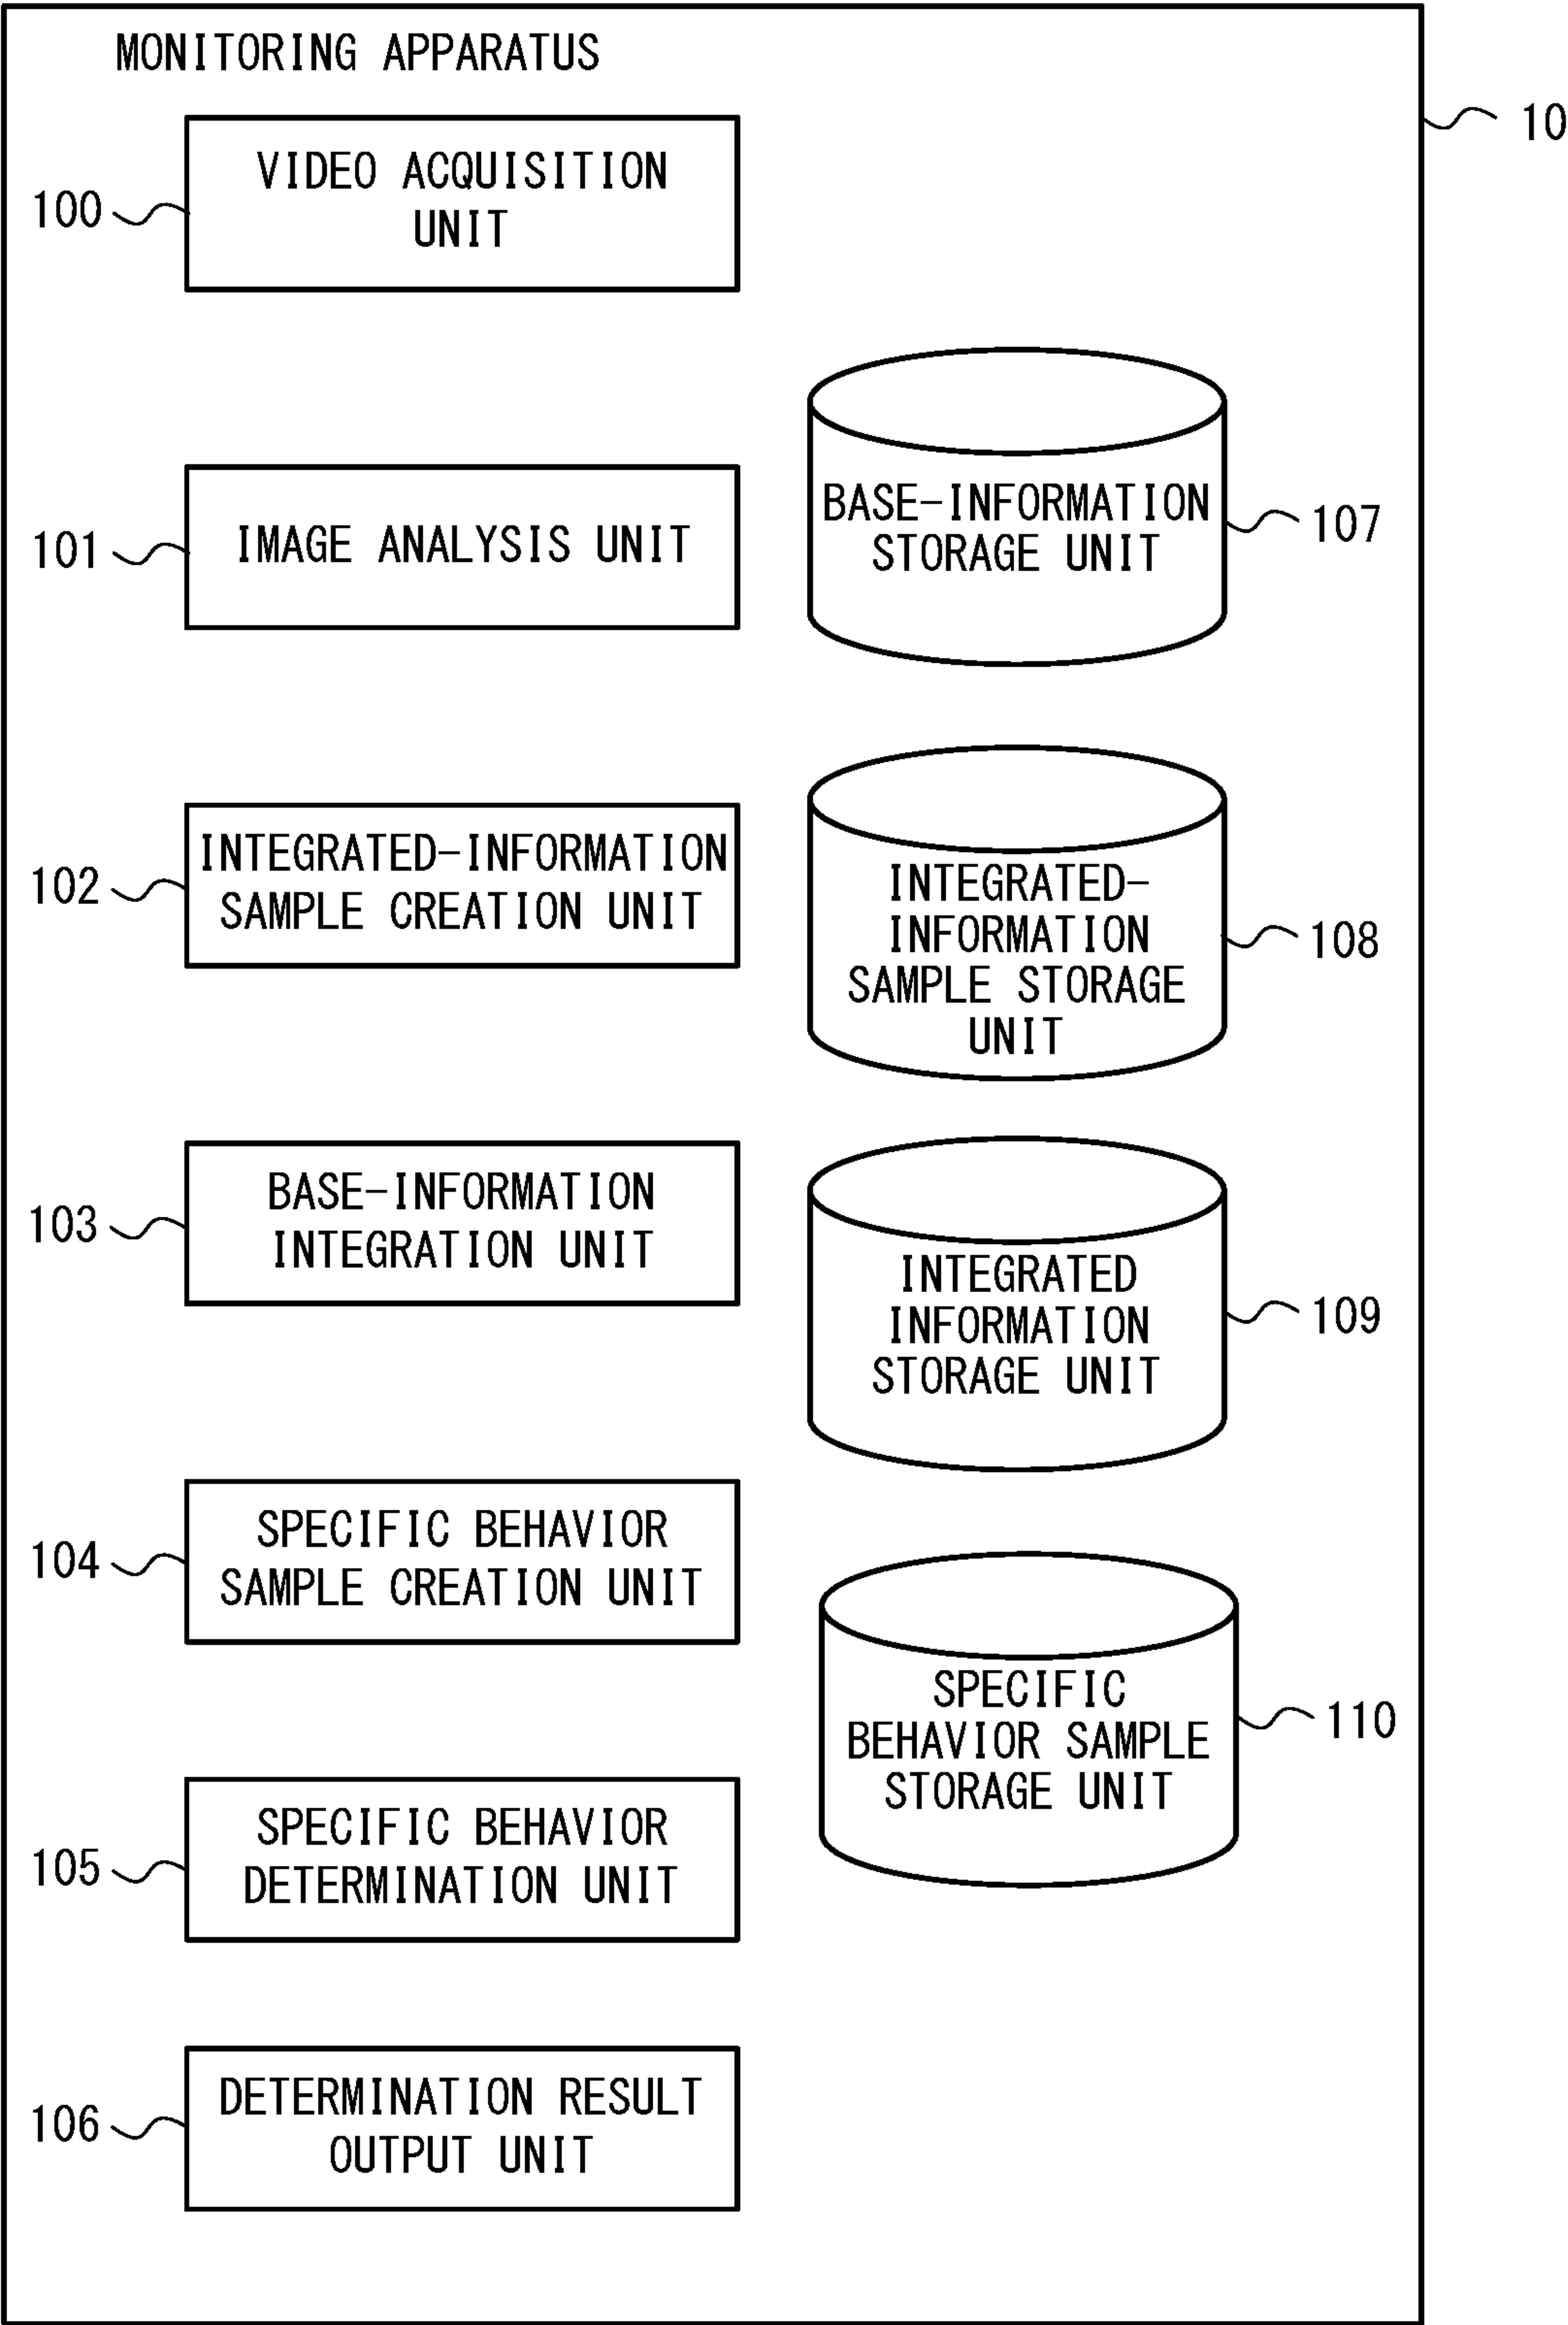 MONITORING APPARATUS
10
VIDEO ACQUISITION
UNIT
100
IMAGE ANALYSIS UNIT
101
BASE-INFORMATION
STORAGE UNIT
107
INTEGRATED-INFORMATION
SAMPLE CREATION UNIT
102
INTEGRATED-
INFORMATION
SAMPLE STORAGE
UNIT
108
BASE-INFORMATION
INTEGRATION UNIT
103
INTEGRATED
INFORMATION
STORAGE UNIT
109
SPECIFIC BEHAVIOR
SAMPLE CREATION UNIT
104
SPECIFIC
BEHAVIOR SAMPLE
STORAGE UNIT
110
SPECIFIC BEHAVIOR
DETERMINATION UNIT
105
DETERMINATION RESULT
OUTPUT UNIT
106